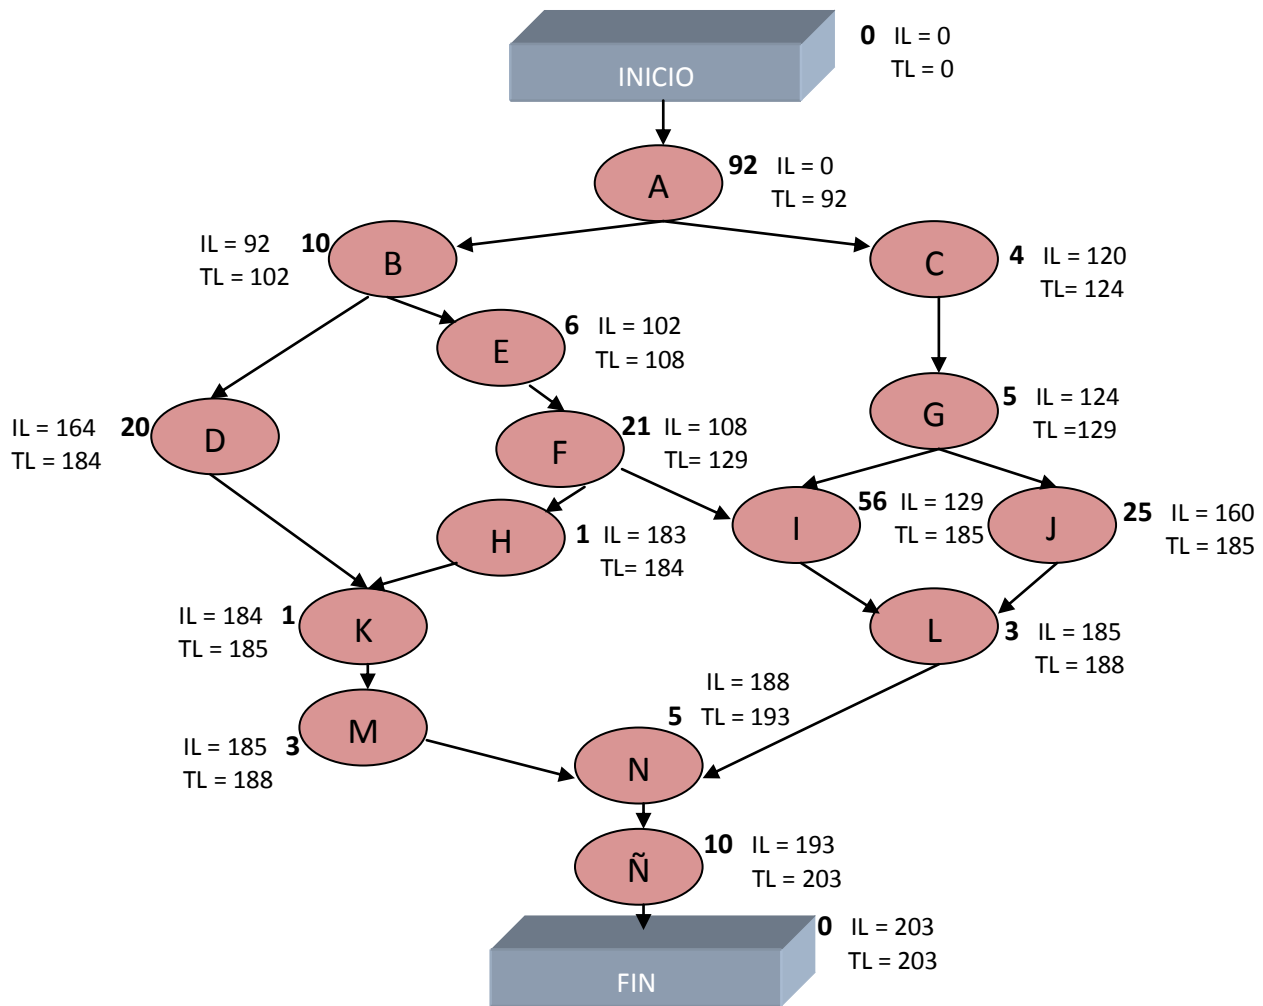 0 IL = 0
TL = 0
INICIO
A
92 IL = 0
TL = 92
IL = 92 10
TL = 102
B
C
4 IL = 120
TL= 124
E
6 IL = 102
TL = 108
IL = 164 20
TL = 184
D
F
21 IL = 108
TL= 129
G
5 IL = 124
TL =129
H
1 IL = 183
TL= 184
I
56 IL = 129
TL = 185
J
25 IL = 160
TL = 185
IL = 184 1
TL = 185
K
L
3 IL = 185
TL = 188
IL = 185 3
TL = 188
M
IL = 188
5 TL = 193
N
Ñ
10 IL = 193
TL = 203
0 IL = 203
TL = 203
FIN